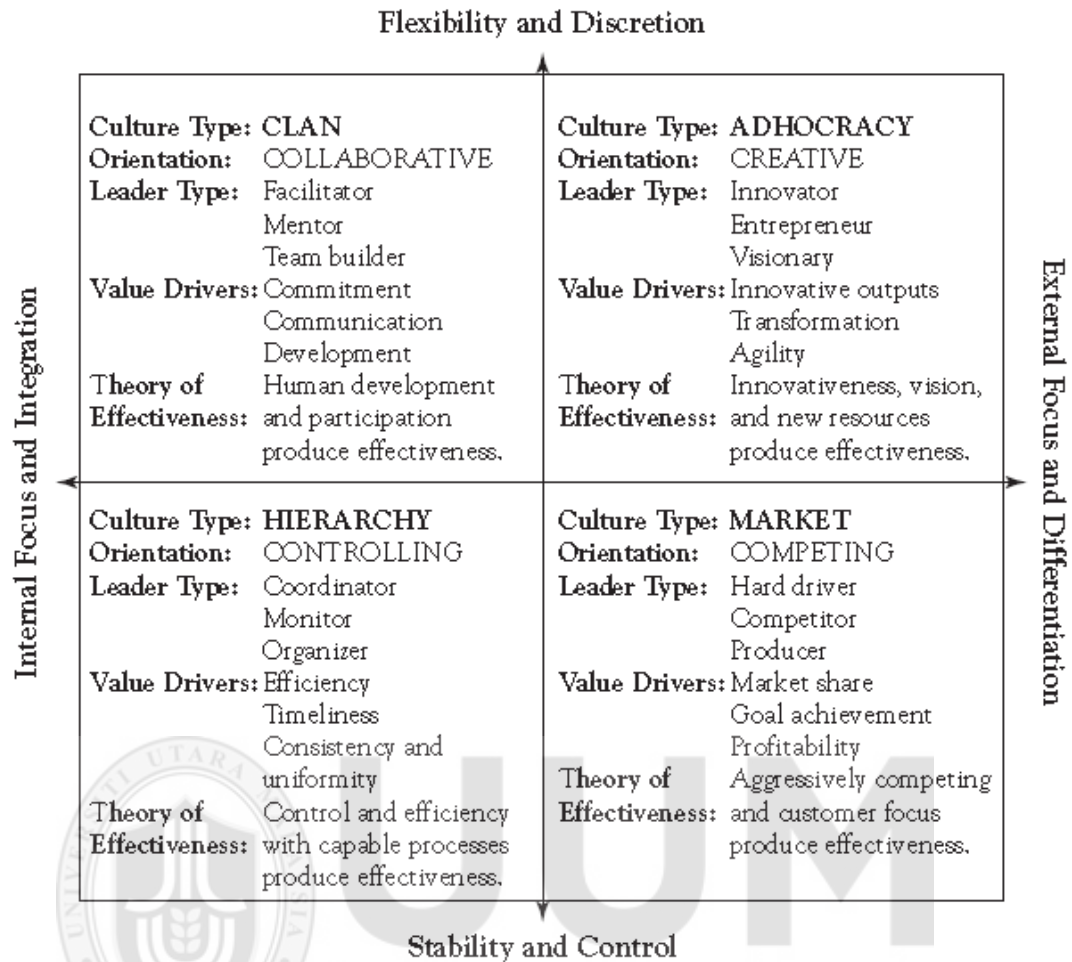 Flexibility and Discretion
Culture Type: CLAN
Orientation: COLLABORATIVE
Leader Type: Facilitator
Mentor
Team builder
Value Drivers: Commitment
Communication
Development
Theory of Human development
Effectiveness: and participation
produce effectiveness.
Culture Type: ADHOCRACY
Orientation: CREATIVE
Leader Type: Innovator
Entrepreneur
Visionary
Value Drivers: Innovative outputs
Transformation
Agility
Theory of Innovativeness, vision,
Effectiveness: and new resources
produce effectiveness.
Internal Focus and Integration
External Focus and Differentiation
Culture Type: HIERARCHY
Orientation: CONTROLLING
Leader Type: Coordinator
Monitor
Organizer
Value Drivers: Efficiency
Timeliness
Consistency and
uniformity
Theory of Control and efficiency
Effectiveness: with capable processes
produce effectiveness.
Culture Type: MARKET
Orientation: COMPETING
Leader Type: Hard driver
Competitor
Producer
Value Drivers: Market share
Goal achievement
Profitability
Theory of Aggressively competing
Effectiveness: and customer focus
produce effectiveness.
Stability and Control
UUM
UTARA